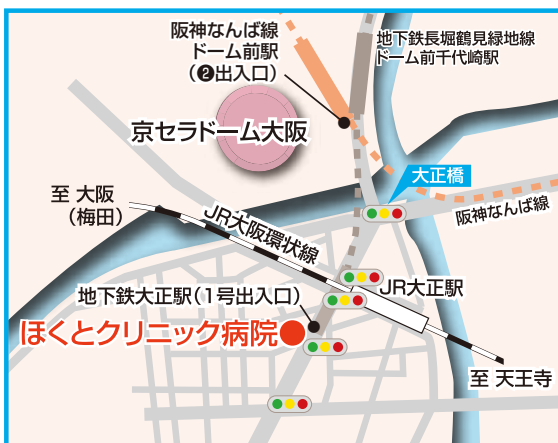 阪神なんば線
ドーム前駅
（❷出入口）
地下鉄長堀鶴見緑地線
ドーム前千代崎駅
京セラドーム大阪
大正橋
至 大阪
（梅田）
JR大阪環状線
阪神なんば線
地下鉄大正駅（1号出入口）
JR大正駅
ほくとクリニック病院
至 天王寺